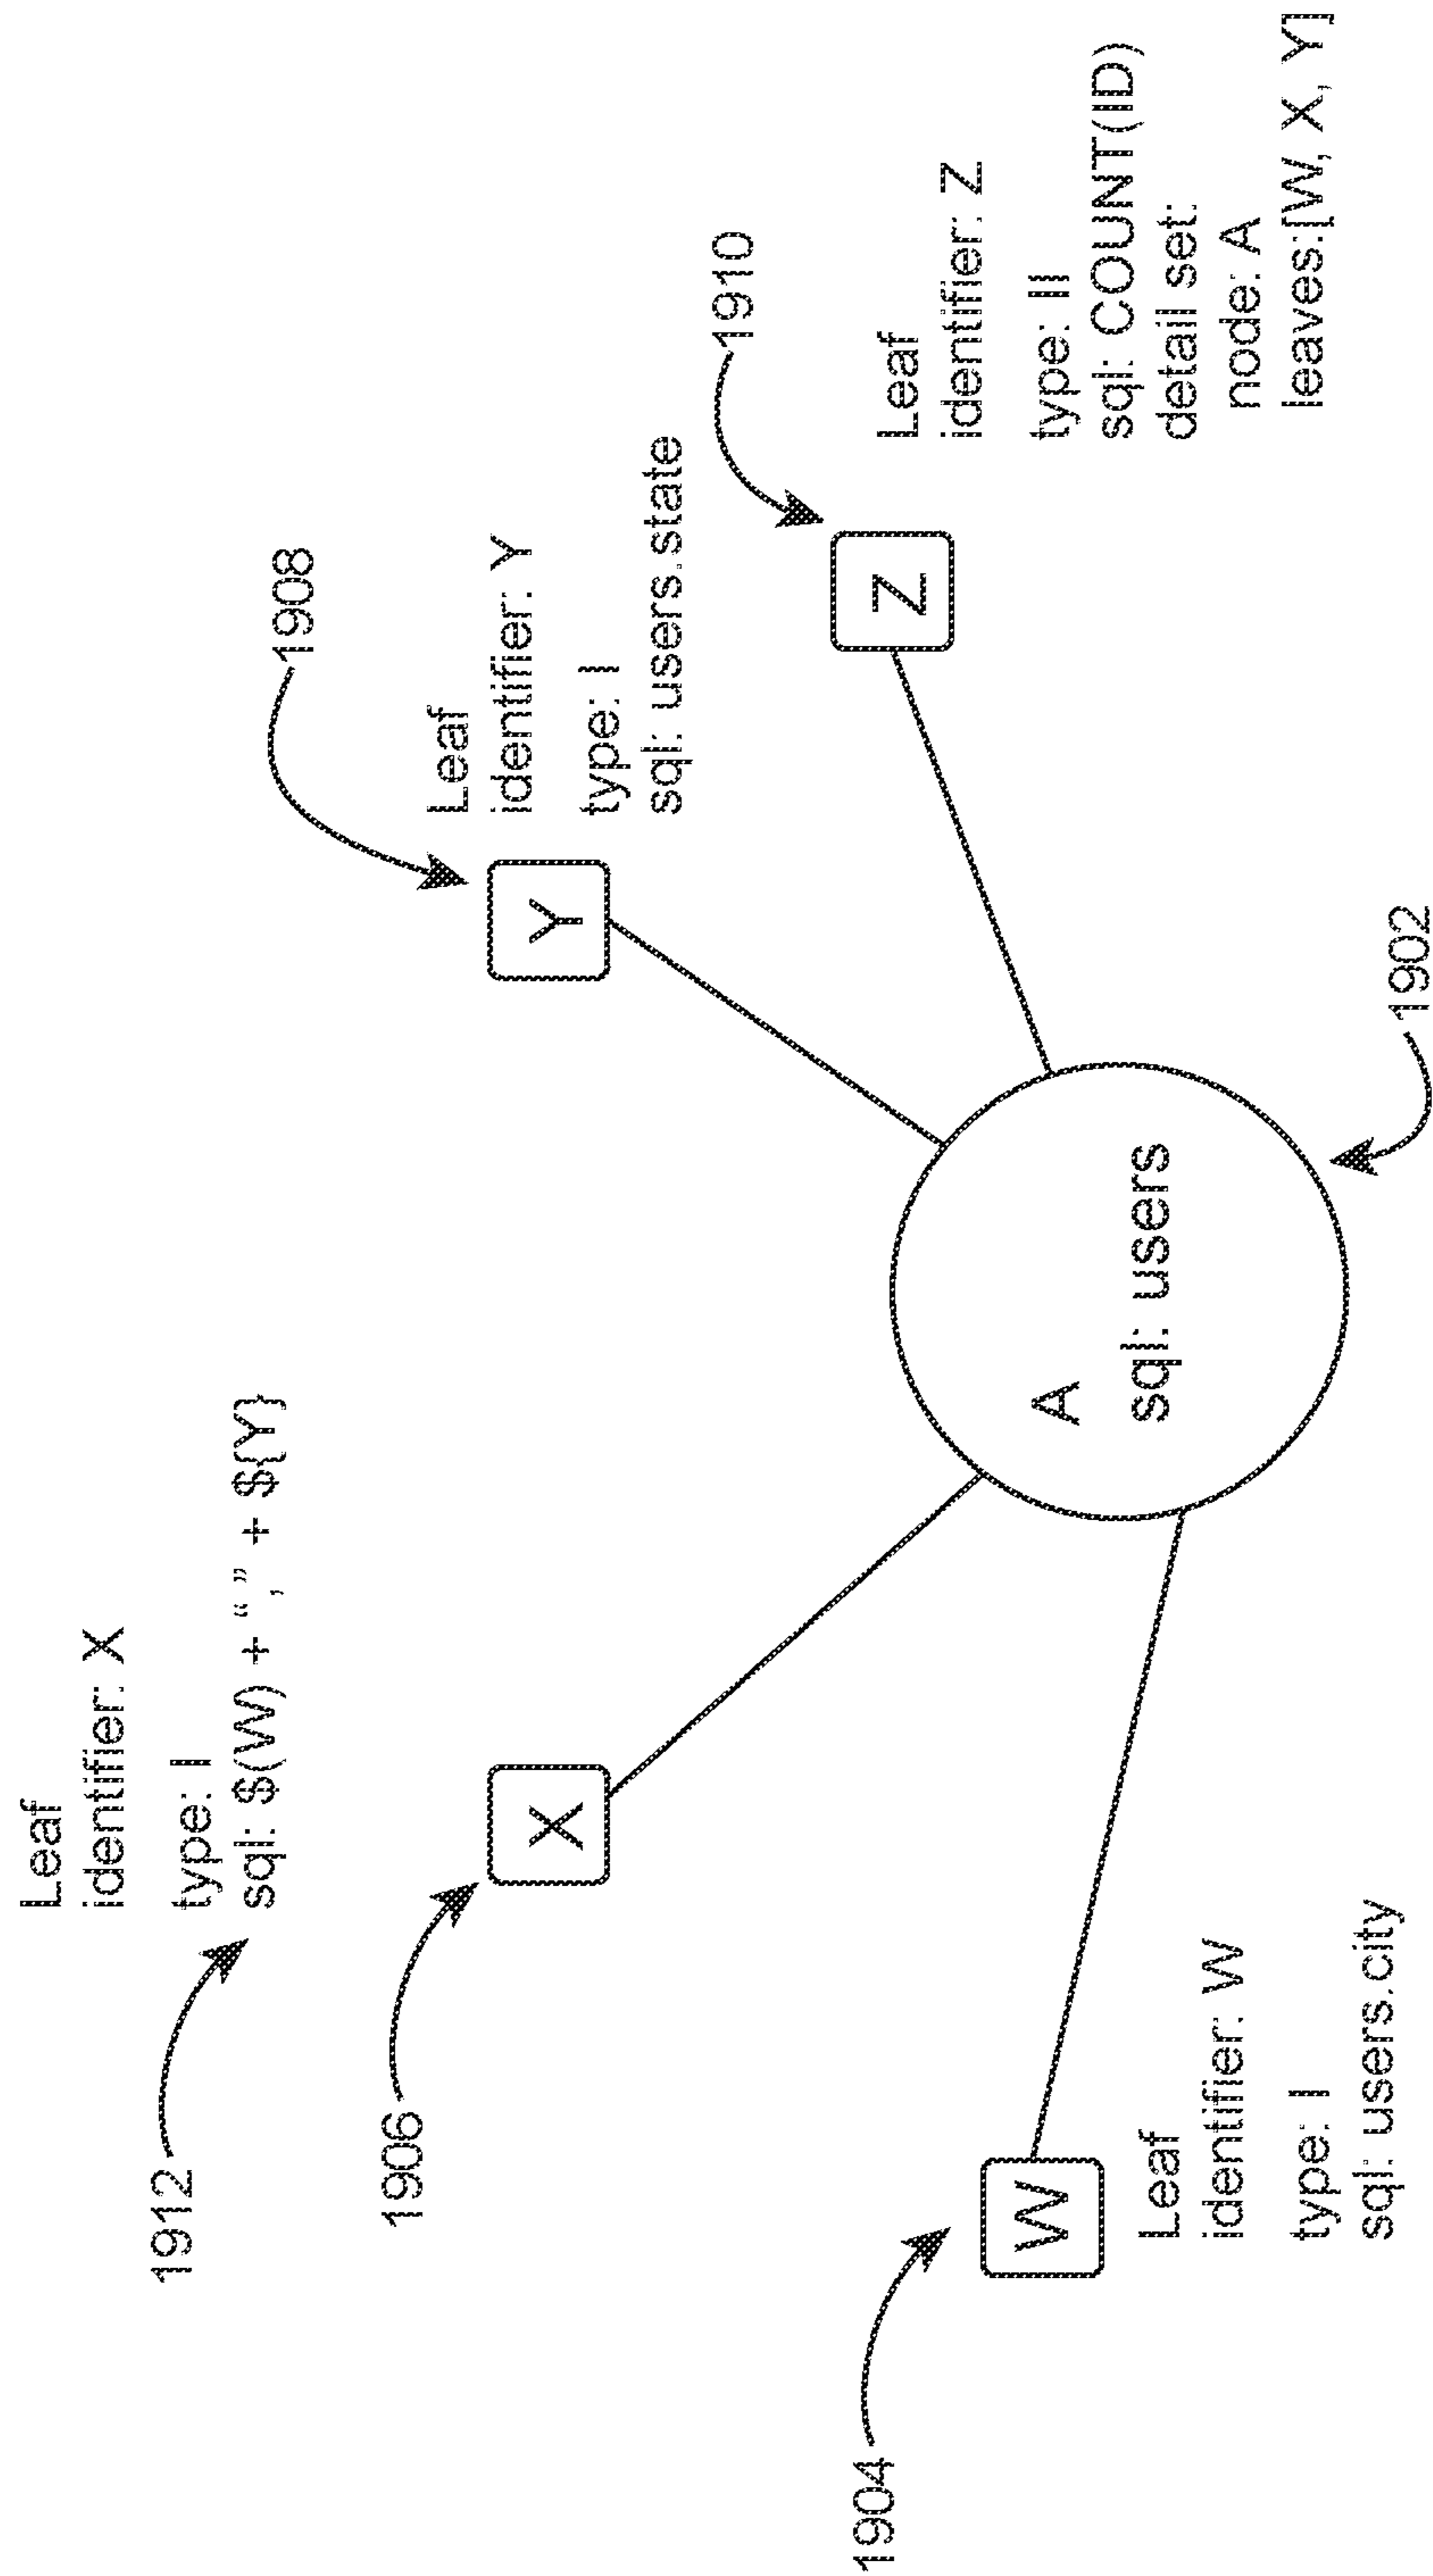 1912
Leaf
identifier: X
type: I
sql: $(W) + “,” + ${Y}
1906
X
1908
Leaf
identifier: Y
type: I
sql: users.state
Y
1910
Leaf
identifier: Z
type: III
sql: COUNT(ID)
detail set:
node: A
leaves:[W, X, Y]
Z
1904
W
Leaf
identifier: W
type: I
sql: users.city
A
sql: users
1902